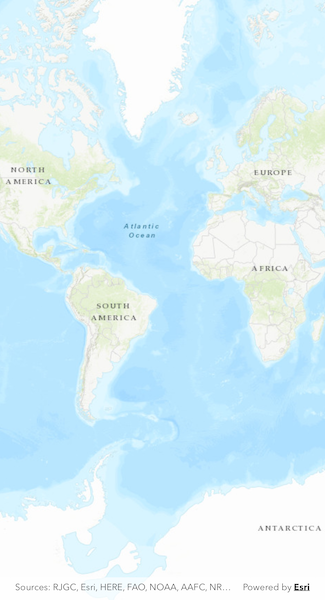 NORTH
AMERICA
EUROPE
Atlantic
Ocean
AFRICA
SOUTH
AMERICA
ANTARCTICA
Sources: RJGC, Esri, HERE, FAO, NOAA, AAFC, NR...
Powered by Esri